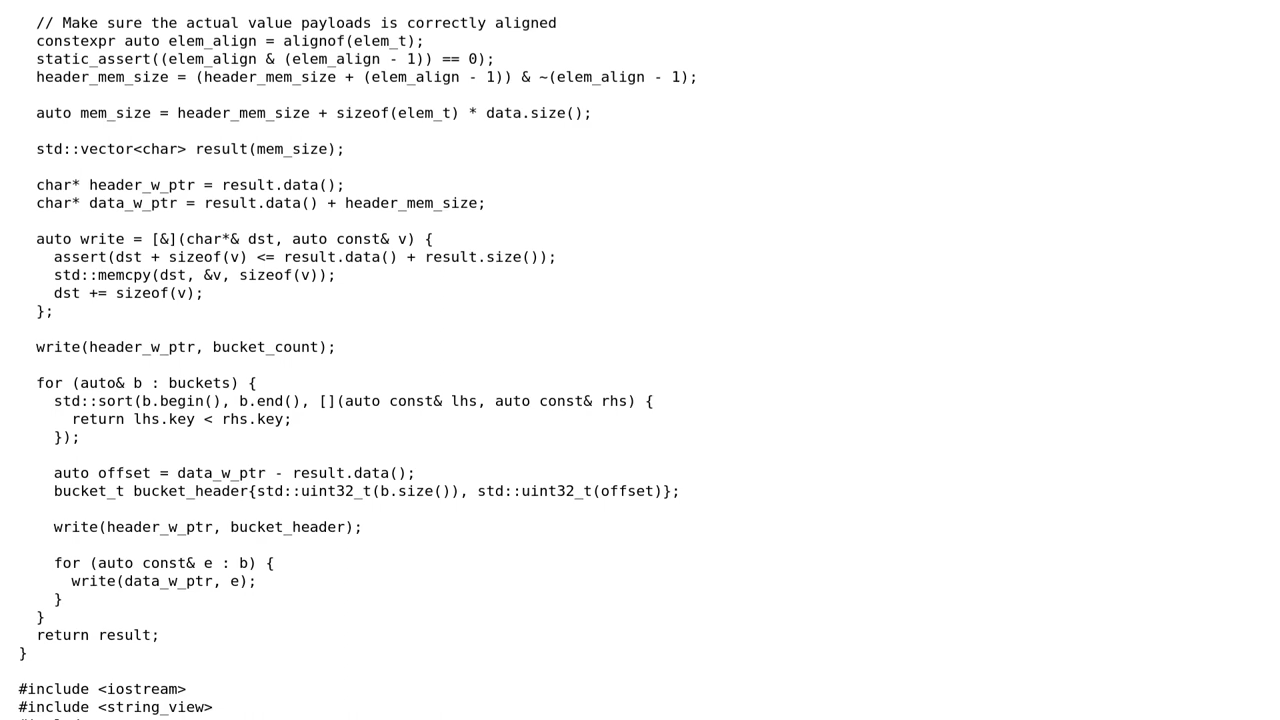 // Make sure the actual value payloads is correctly aligned
constexpr auto elem_align = alignof(elem_t);
static_assert((elem_align & (elem_align - 1)) == 0);
header_mem_size = (header_mem_size + (elem_align - 1)) & ~(elem_align - 1);
auto mem_size = header_mem_size + sizeof(elem_t) * data.size();
std::vector<char> result(mem_size);
char* header_w_ptr = result.data();
char* data_w_ptr = result.data() + header_mem_size;
auto write = [&](char*& dst, auto const& v) {
assert(dst + sizeof(v) <= result.data() + result.size());
std::memcpy(dst, &v, sizeof(v));
dst += sizeof(v);
};
write(header_w_ptr, bucket_count);
for (auto& b : buckets) {
std::sort(b.begin(), b.end(), [](auto const& lhs, auto const& rhs) {
return lhs.key < rhs.key;
});
auto offset = data_w_ptr - result.data();
bucket_t bucket_header{std::uint32_t(b.size()), std::uint32_t(offset)};
write(header_w_ptr, bucket_header);
for (auto const& e : b) {
write(data_w_ptr, e);
}
}
return result;
}
#include <iostream>
#include <string_view>